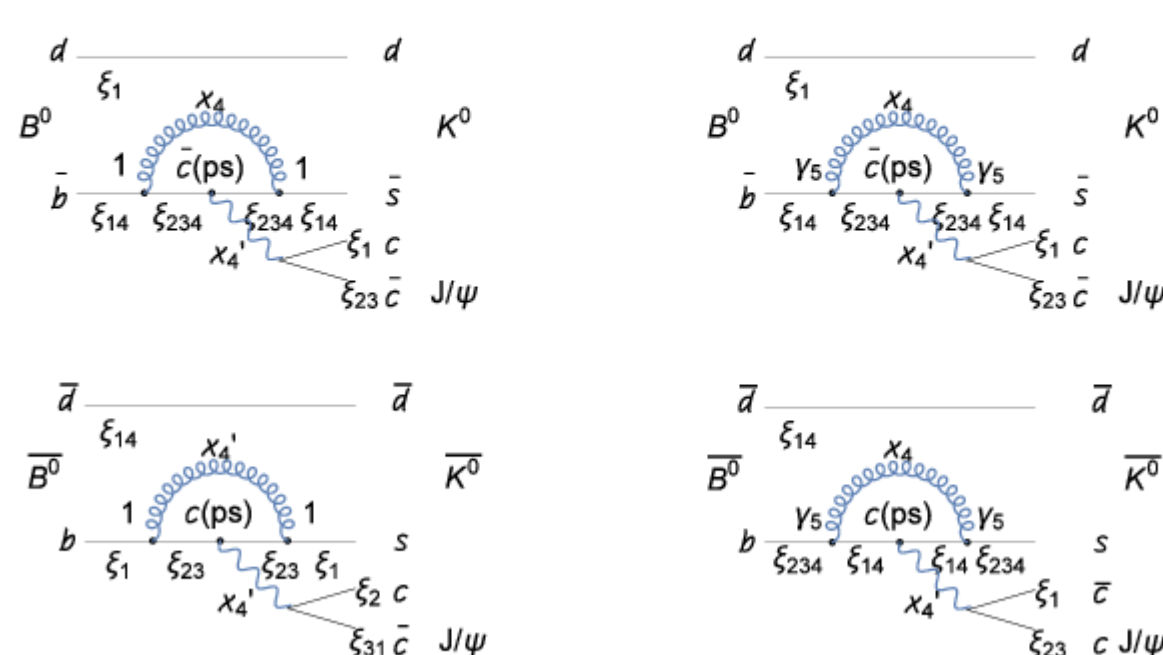 d d d d
ξ₁ ξ₁
x₄ x₄
B⁰ K⁰ B⁰ K⁰
1 c̄(ps) 1 γ₅ c̄(ps) γ₅
b̄ s̄ b̄ s̄
ξ₁₄ ξ₂₃₄ ξ₂₃₄ ξ₁₄ ξ₁₄ ξ₂₃₄ ξ₂₃₄ ξ₁₄
x₄' ξ₁ c x₄' ξ₁ c
ξ₂₃ c̄ J/ψ ξ₂₃ c̄ J/ψ
d̅ d̅ d̅ d̅
ξ₁₄ ξ₁₄
x₄' x₄
B̅⁰ K̅⁰ B̅⁰ K̅⁰
1 c(ps) 1 γ₅ c(ps) γ₅
b s b s
ξ₁ ξ₂₃ ξ₂₃ ξ₁ ξ₂₃₄ ξ₁₄ ξ₁₄ ξ₂₃₄
x₄' ξ₂ c x₄' ξ₁ c̄
ξ₃₁ c̄ J/ψ ξ₂₃ c J/ψ